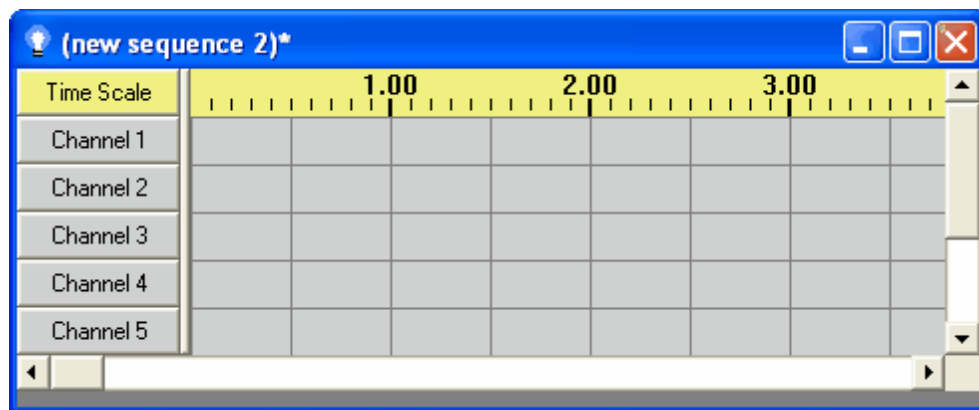 (new sequence 2)*
Time Scale 1.00 2.00 3.00
Channel 1
Channel 2
Channel 3
Channel 4
Channel 5